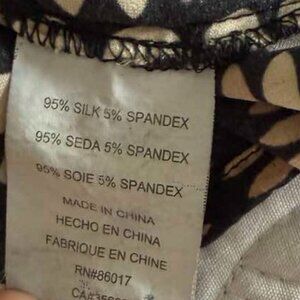 95% SILK 5% SPANDEX
95% SEDA 5% SPANDEX
95% SOIE 5% SPANDEX
MADE IN CHINA
HECHO EN CHINA
FABRIQUE EN CHINE
RN#86017